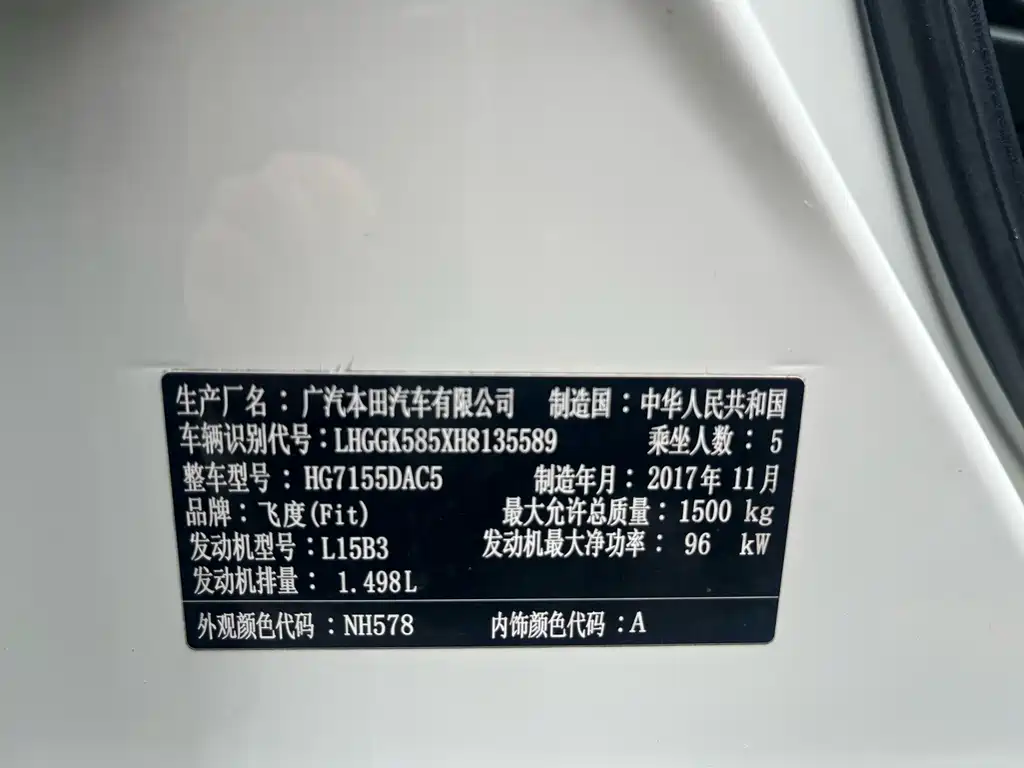 生产厂名：广汽本田汽车有限公司 制造国：中华人民共和国
车辆识别代号：LHGGK585XH8135589 乘坐人数：5
整车型号：HG7155DAC5 制造年月：2017年11月
品牌：飞度(Fit) 最大允许总质量：1500 kg
发动机型号：L15B3 发动机最大净功率：96 kW
发动机排量：1.498L
外观颜色代码：NH578 内饰颜色代码：A